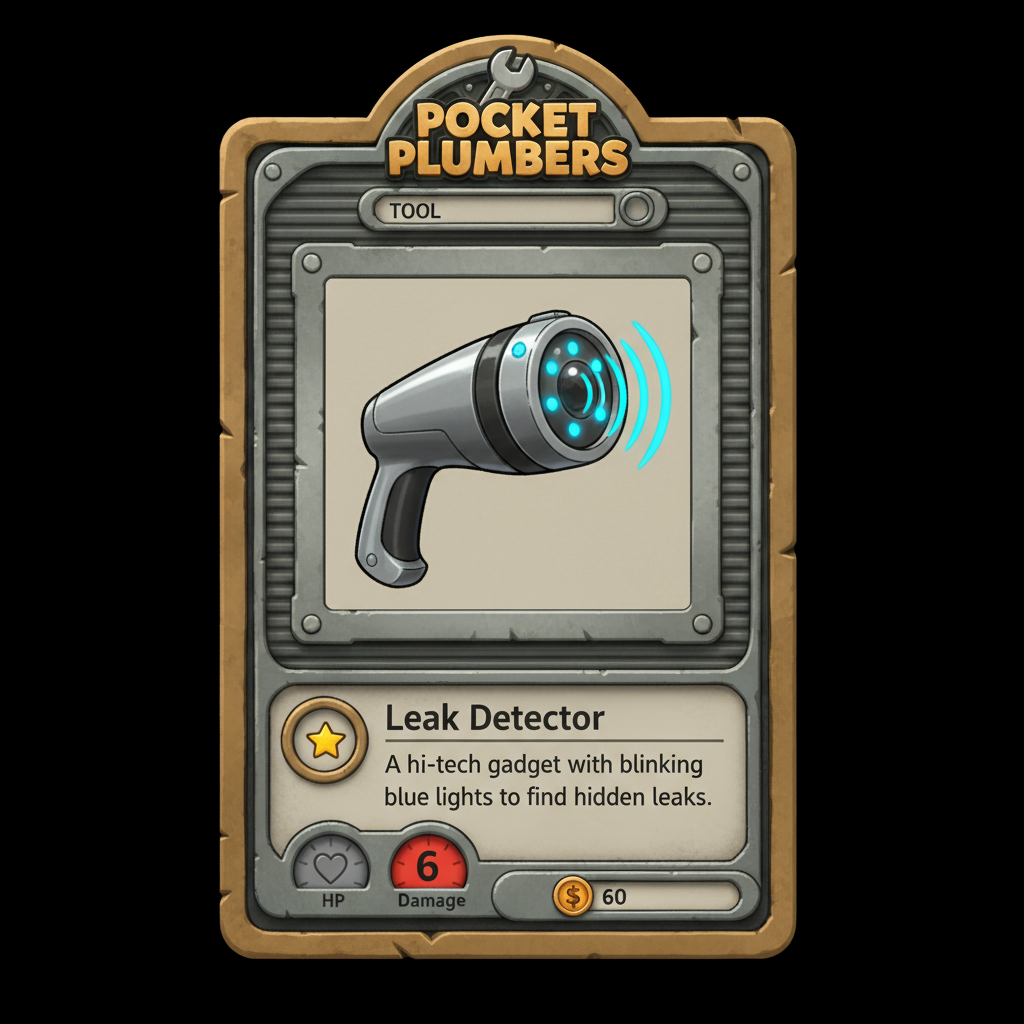 POCKET
PLUMBERS
TOOL
Leak Detector
A hi-tech gadget with blinking
blue lights to find hidden leaks.
6
HP
Damage
$ 60